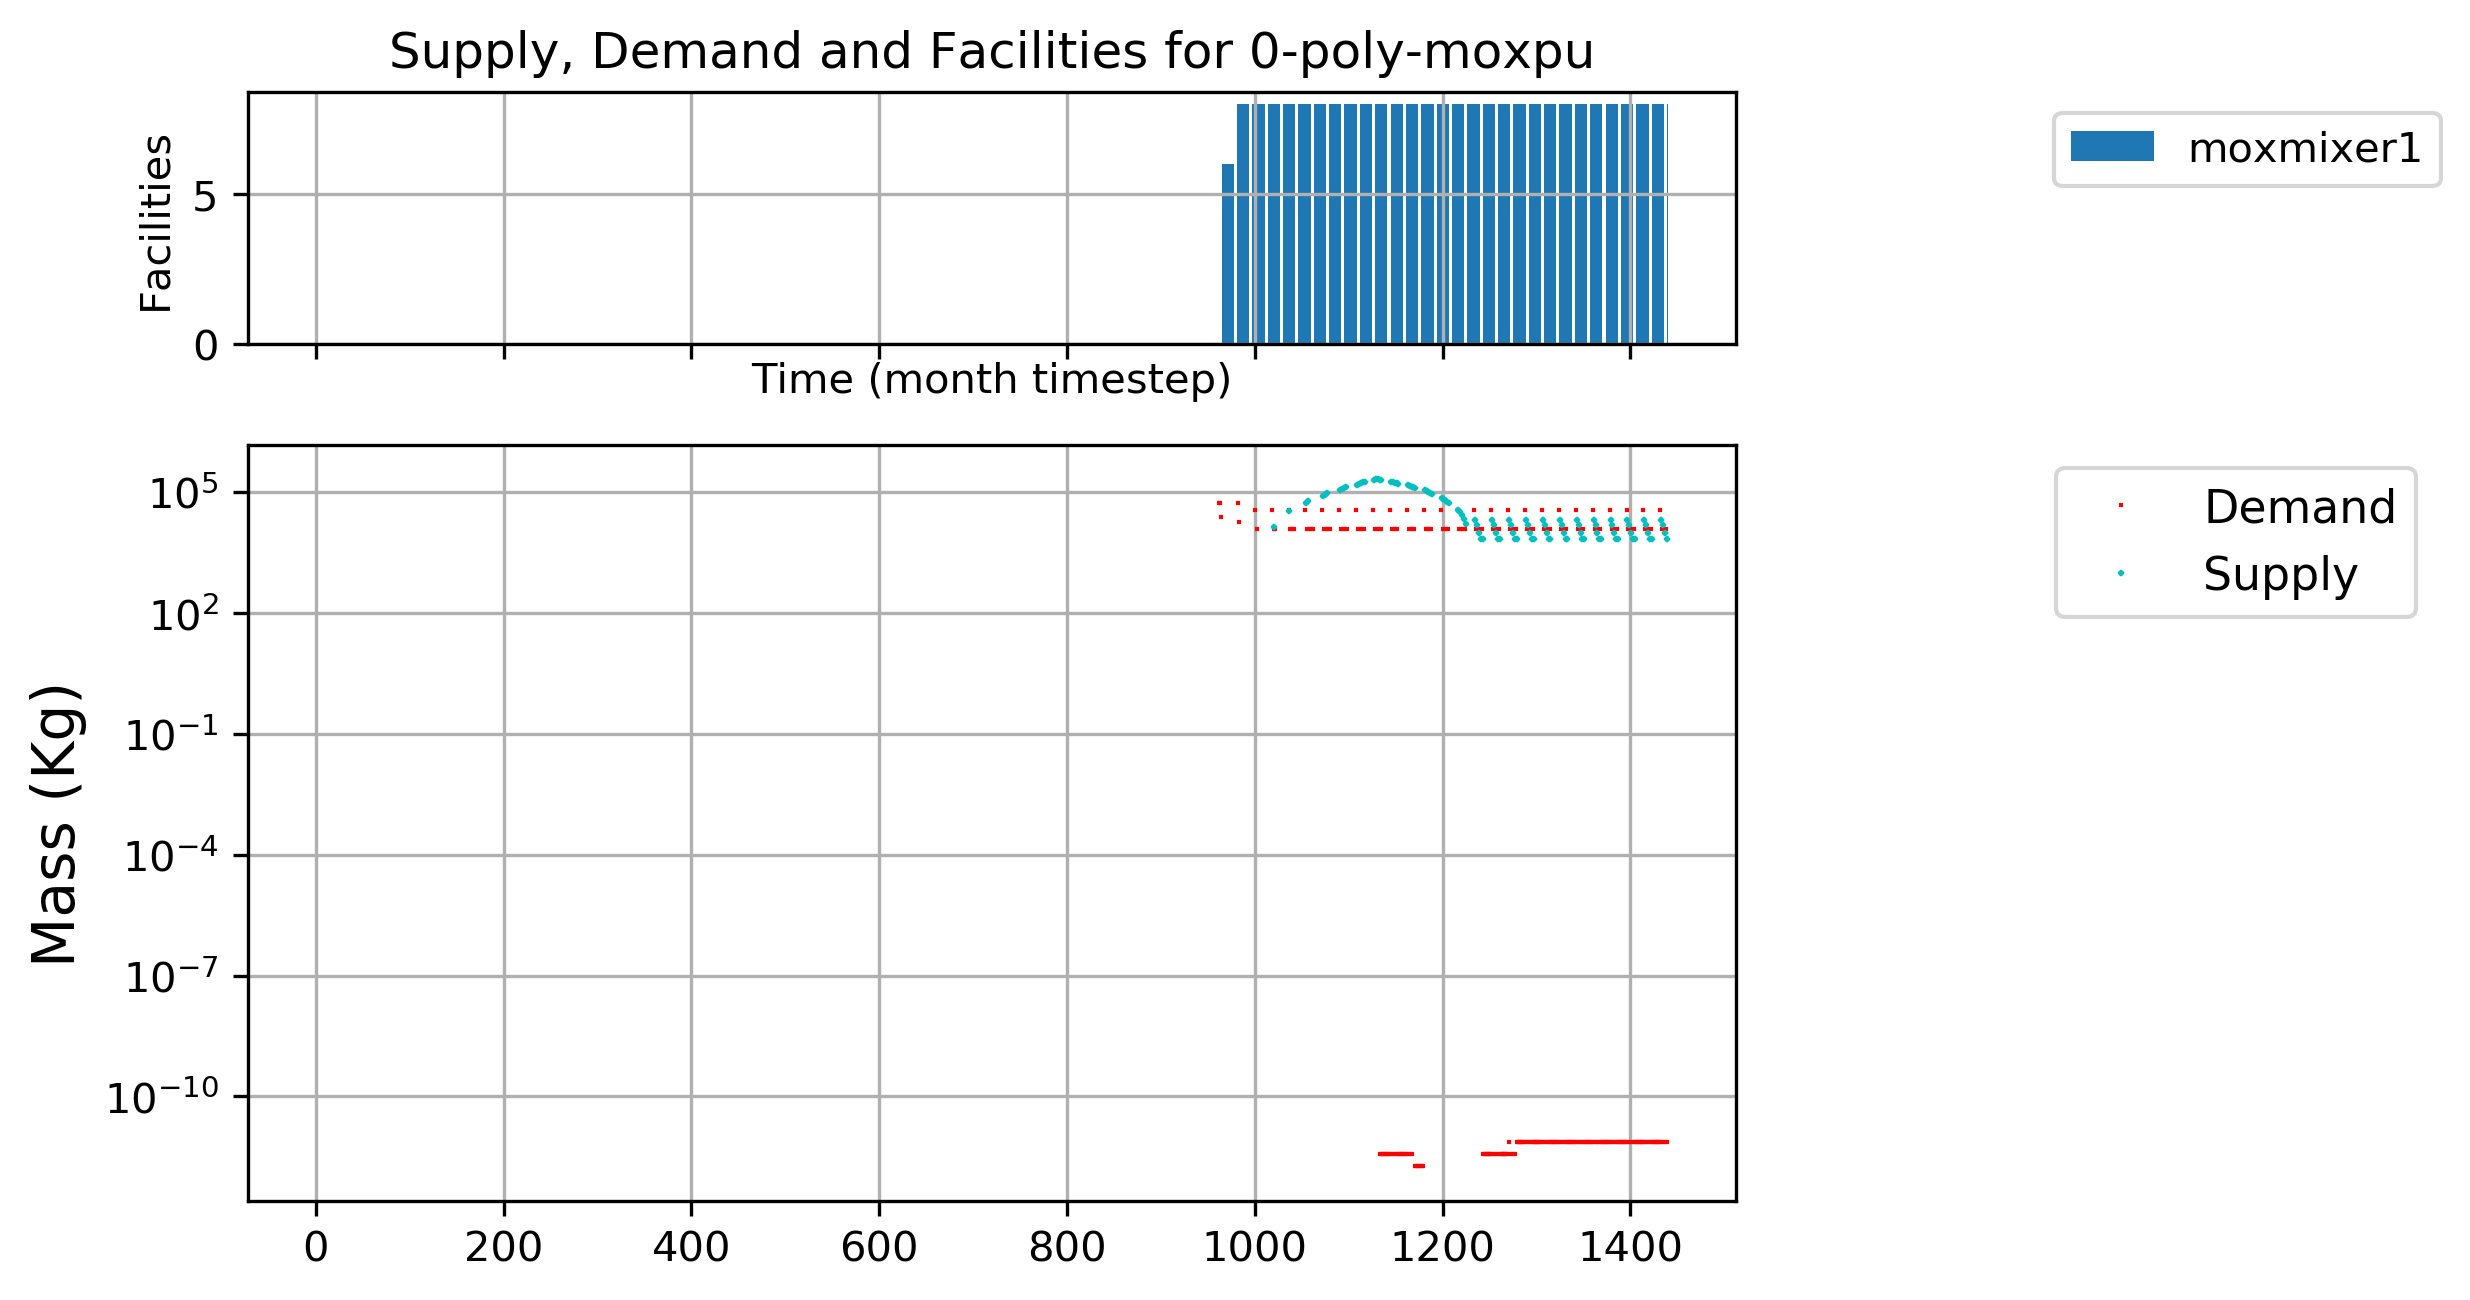 Supply, Demand and Facilities for 0-poly-moxpu
Facilities
5
0
moxmixer1
Time (month timestep)
Mass (Kg)
10^5
10^2
10^-1
10^-4
10^-7
10^-10
Demand
Supply
0 200 400 600 800 1000 1200 1400